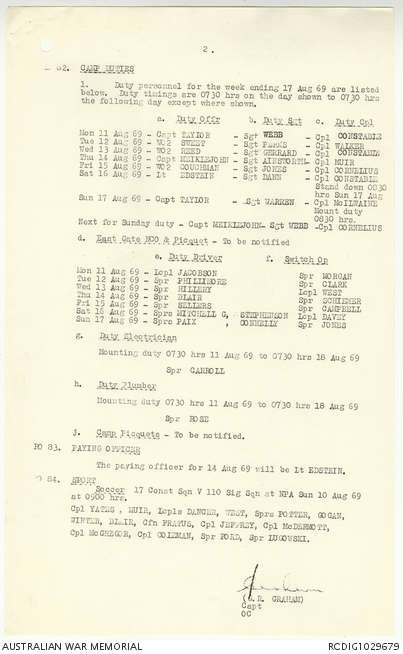 2.
82. CAMP DUTIES
1. Duty personnel for the week ending 17 Aug 69 are listed
below. Duty timings are 0730 hrs on the day shown to 0730 hrs
the following day except where shown.
a. Duty Offr b. Duty Sgt c. Duty Cpl
Mon 11 Aug 69 - Capt TAYLOR - Sgt WEBB - Cpl CONSTABLE
Tue 12 Aug 69 - WO2 SWEET - Sgt - Cpl WALKER
Wed 13 Aug 69 - WO2 REED - Sgt GERRARD - Cpl CONSTABLE
Thu 14 Aug 69 - Capt MEIKLEJOHN - Sgt AINSWORTH - Cpl MUIR
Fri 15 Aug 69 - WO2 - Sgt JONES - Cpl CORNELIUS
Sat 16 Aug 69 - Lt EDSTEIN - Sgt DANN - Cpl CONSTABLE
Stand down 0830
hrs Sun 17 Aug
Sun 17 Aug 69 - Capt TAYLOR - Sgt WARREN - Cpl McILWAINE
Mount duty
0830 hrs.
Next for Sunday duty - Capt MEIKLEJOHN - Sgt WEBB - Cpl CORNELIUS
d. East Gate NCO & Picquet - To be notified
e. Duty Driver f. Switch Op
Mon 11 Aug 69 - Lcpl JACOBSON Spr MORGAN
Tue 12 Aug 69 - Spr PHILLIMORE Spr CLARK
Wed 13 Aug 69 - Spr HILLERY Lcpl WEST
Thu 14 Aug 69 - Spr BLAIR Spr
Fri 15 Aug 69 - Spr SELLERS Spr CAMPBELL
Sat 16 Aug 69 - Sprs MITCHELL G, STEPHENSON Lcpl DAVEY
Sun 17 Aug 69 - Sprs PAIX , CONNELLY Spr JONES
g. Duty Electrician
Mounting duty 0730 hrs 11 Aug 69 to 0730 hrs 18 Aug 69
Spr CARROLL
h. Duty Plumber
Mounting duty 0730 hrs 11 Aug 69 to 0730 hrs 18 Aug 69
Spr ROSE
j. Camp Picquets - To be notified.
RO 83. PAYING OFFICER
The paying officer for 14 Aug 69 will be Lt EDSTEIN.
RO 84. SPORT
Soccer 17 Const Sqn V 110 Sig Sqn at NPA Sun 10 Aug 69
at 0900 hrs.
Cpl YATES , MUIR, Lcpls DANGER, WEST, Sprs POTTER, GOGAN,
WINTER, BLAIR, Cfn Cpl JEFFREY, Cpl McDERMOTT,
Cpl McGREGOR, Cpl COLEMAN, Spr FORD, Spr LUGOWSKI.
R. GRAHAM)
Capt
OC
AUSTRALIAN WAR MEMORIAL RCDIG1029679